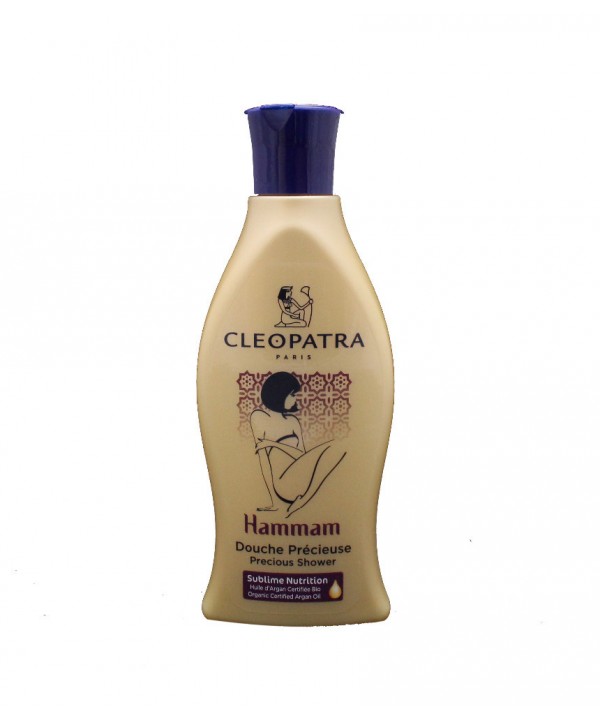 CLEOPATRA
PARIS
Hammam
Douche Précieuse
Precious Shower
Sublime Nutrition
Huile d'Argan Certifiée Bio
Organic Certified Argan Oil